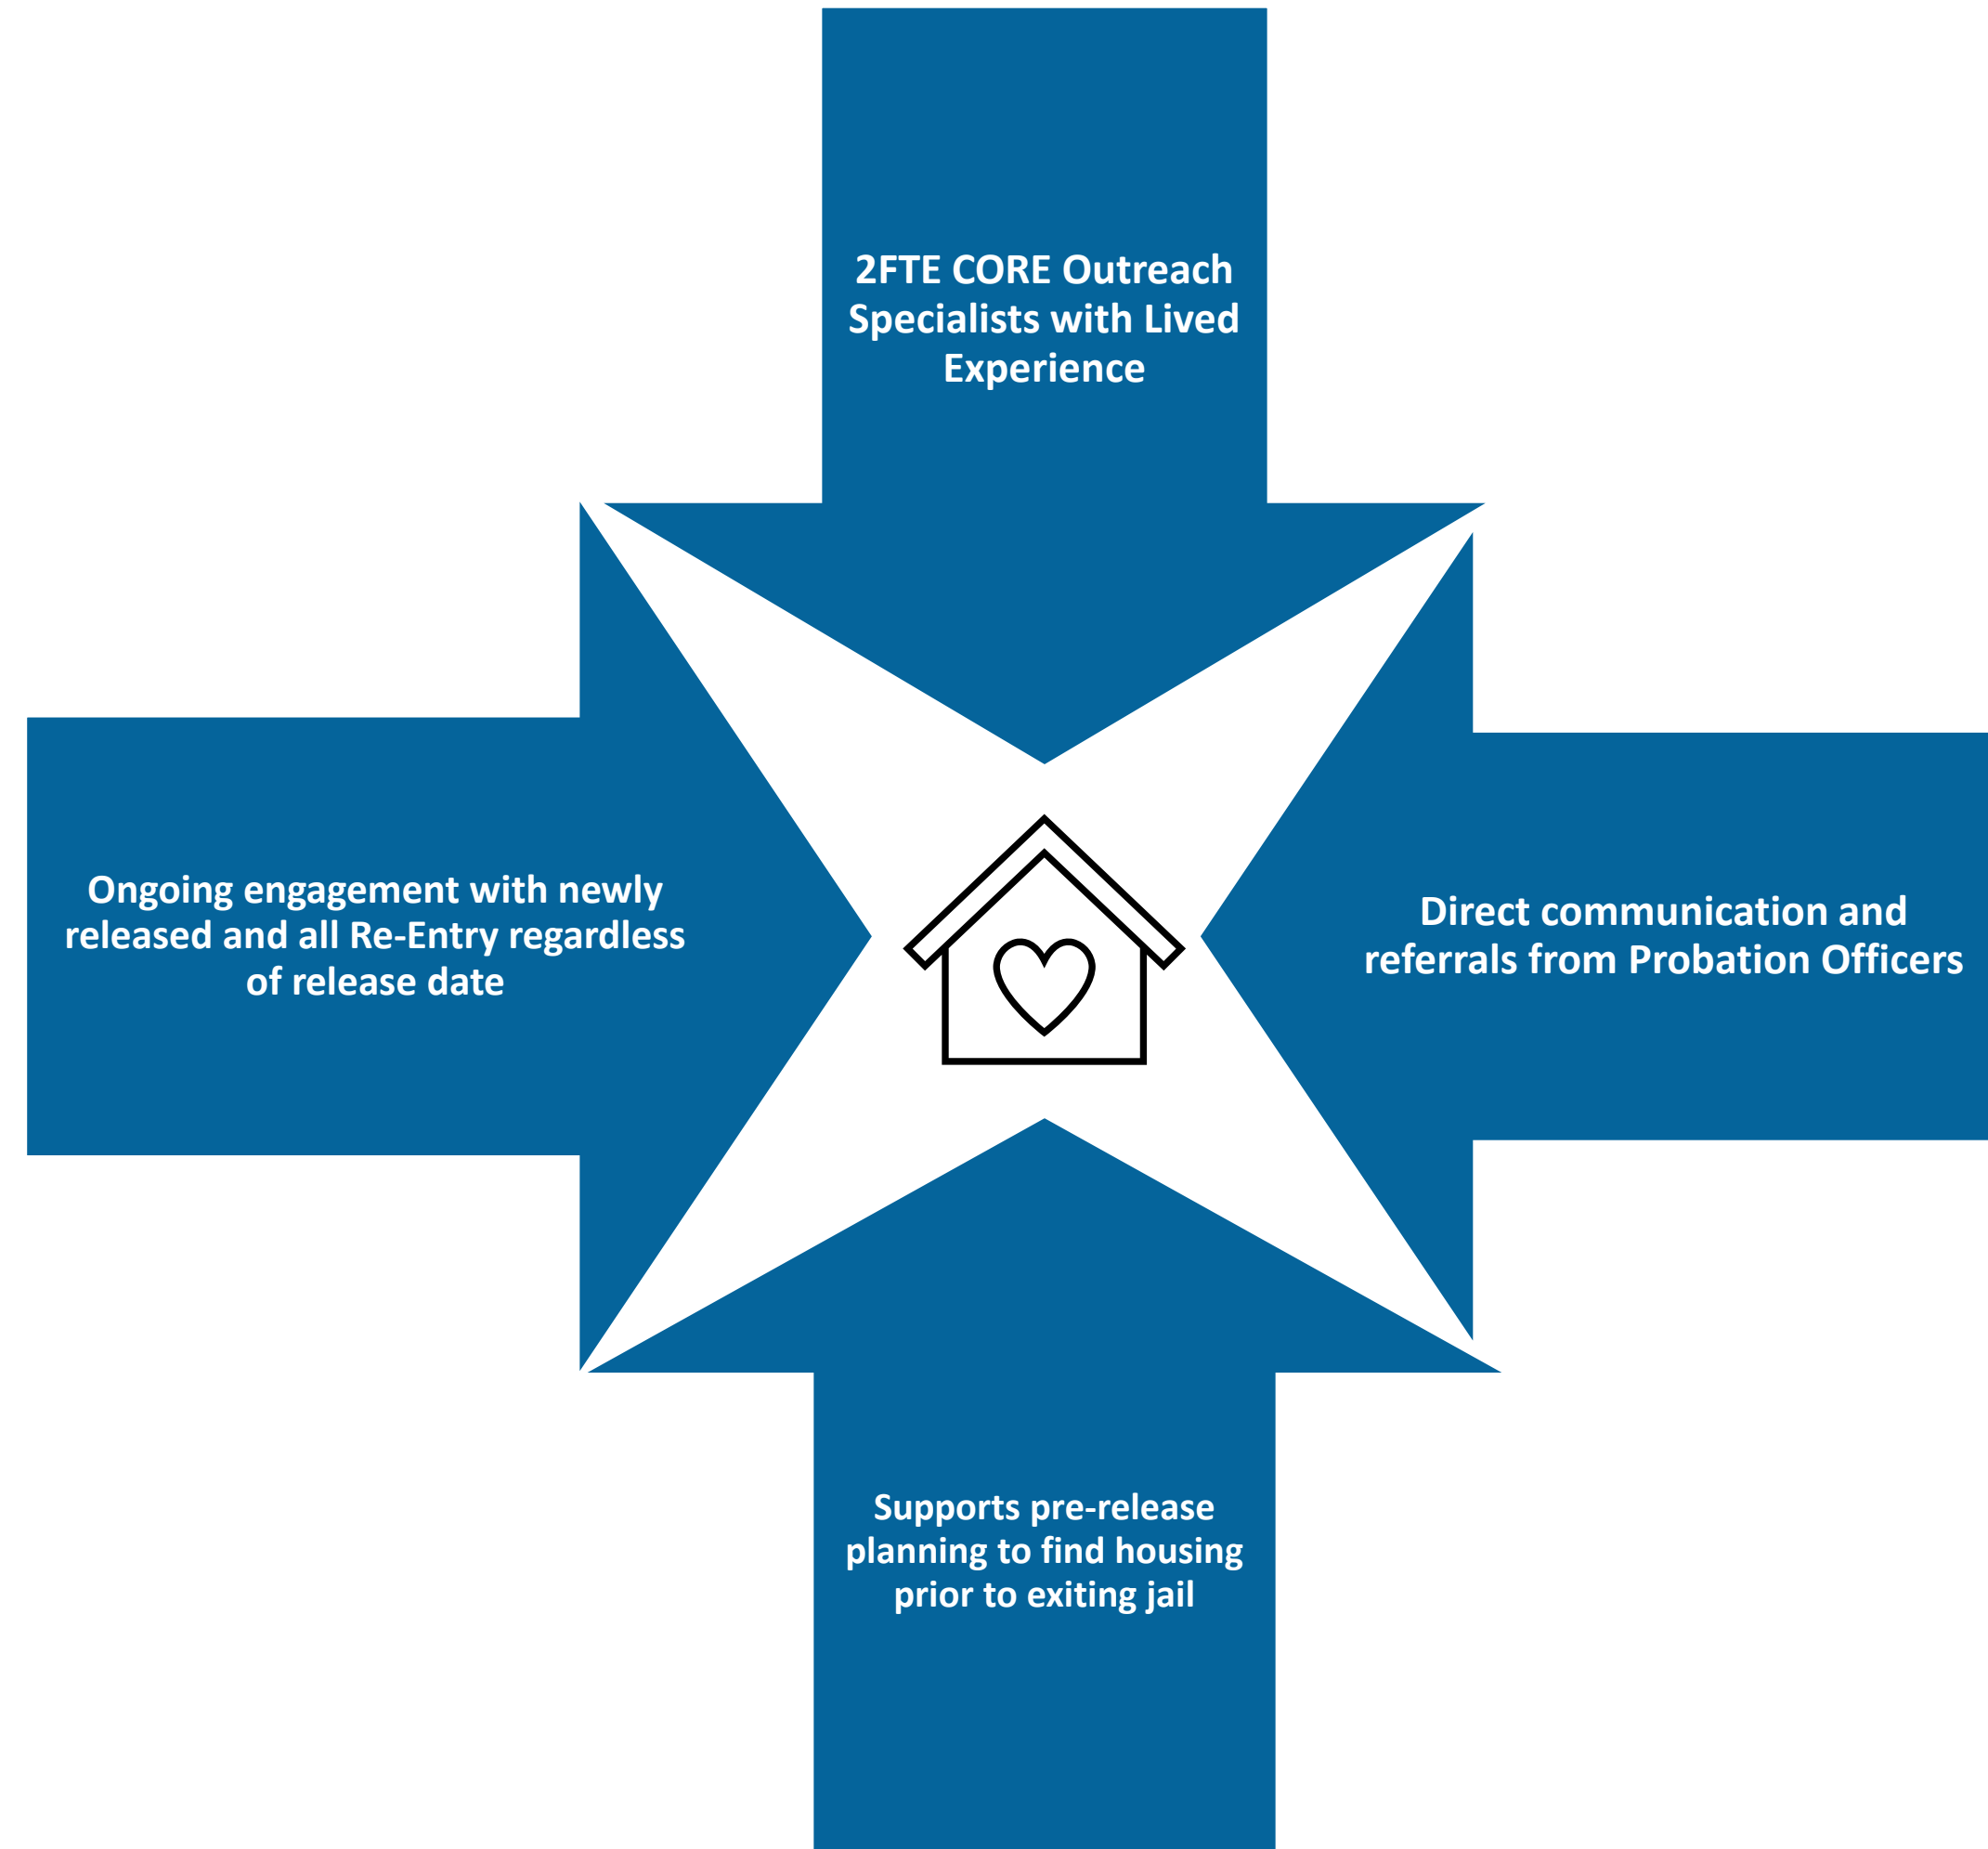 2FTE CORE Outreach
Specialists with Lived
Experience
Ongoing engagement with newly
released and all Re-Entry regardless
of release date
Direct communication and
referrals from Probation Officers
Supports pre-release
planning to find housing
prior to exiting jail